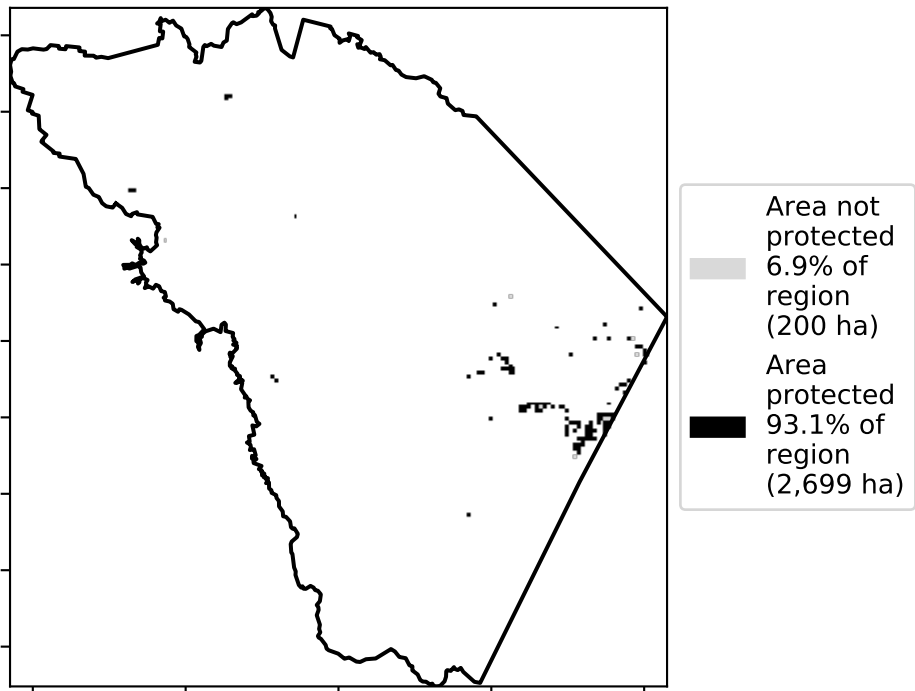 Area not
protected
6.9% of
region
(200 ha)
Area
protected
93.1% of
region
(2,699 ha)